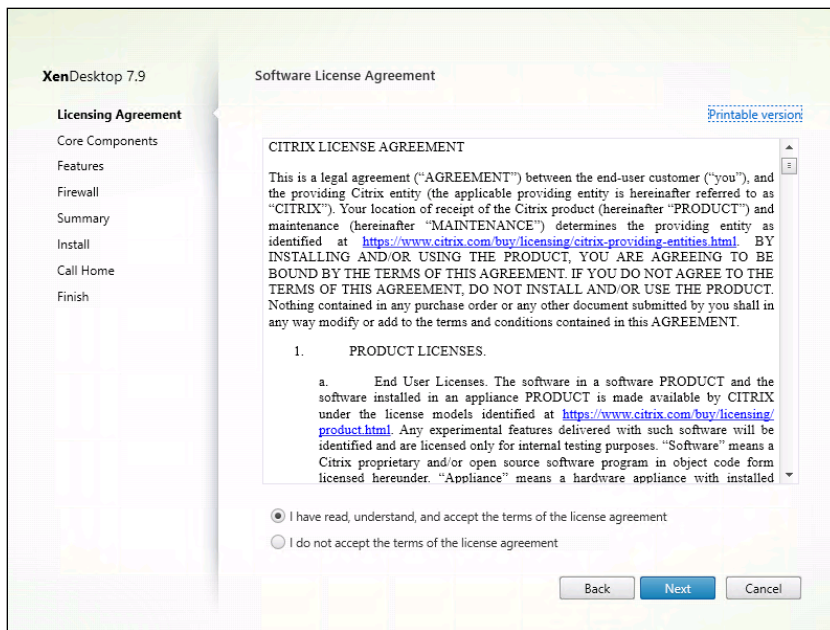 XenDesktop 7.9
Licensing Agreement
Core Components
Features
Firewall
Summary
Install
Call Home
Finish
Software License Agreement
Printable version
CITRIX LICENSE AGREEMENT
This is a legal agreement (“AGREEMENT”) between the end-user customer (“you”), and
the providing Citrix entity (the applicable providing entity is hereinafter referred to as
“CITRIX”). Your location of receipt of the Citrix product (hereinafter “PRODUCT”) and
maintenance (hereinafter “MAINTENANCE”) determines the providing entity as
identified at https://www.citrix.com/buy/licensing/citrix-providing-entities.html. BY
INSTALLING AND/OR USING THE PRODUCT, YOU ARE AGREEING TO BE
BOUND BY THE TERMS OF THIS AGREEMENT. IF YOU DO NOT AGREE TO THE
TERMS OF THIS AGREEMENT, DO NOT INSTALL AND/OR USE THE PRODUCT.
Nothing contained in any purchase order or any other document submitted by you shall in
any way modify or add to the terms and conditions contained in this AGREEMENT.
1. PRODUCT LICENSES.
a. End User Licenses. The software in a software PRODUCT and the
software installed in an appliance PRODUCT is made available by CITRIX
under the license models identified at https://www.citrix.com/buy/licensing/
product.html. Any experimental features delivered with such software will be
identified and are licensed only for internal testing purposes. “Software” means a
Citrix proprietary and/or open source software program in object code form
licensed hereunder. “Appliance” means a hardware appliance with installed
I have read, understand, and accept the terms of the license agreement
I do not accept the terms of the license agreement
Back
Next
Cancel